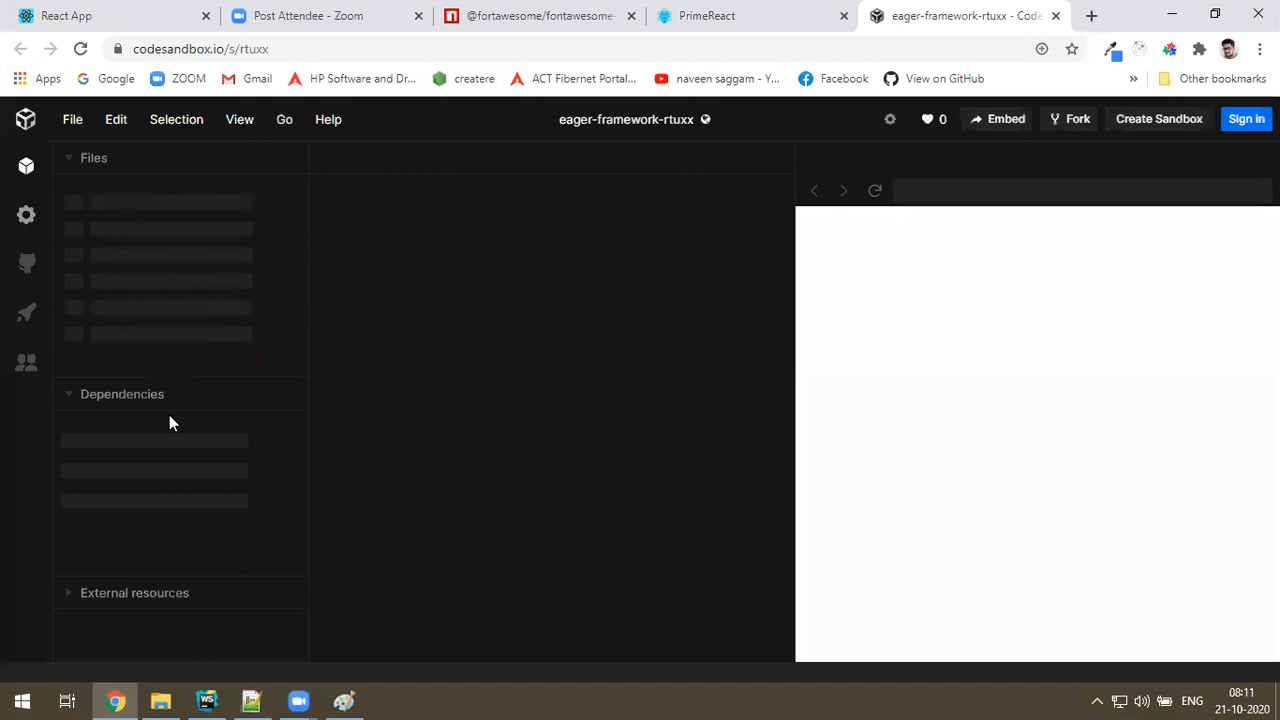 React App
Post Attendee - Zoom
@fortawesome/fontawesome-
PrimeReact
eager-framework-rtuxx - Code
codesandbox.io/s/rtuxx
Apps
Google
ZOOM
Gmail
HP Software and Dr...
createre
ACT Fibernet Portal...
naveen saggam - Y...
Facebook
View on GitHub
»
Other bookmarks
File
Edit
Selection
View
Go
Help
eager-framework-rtuxx
0
Embed
Fork
Create Sandbox
Sign in
Files
Dependencies
External resources
WS
ENG
08:11
21-10-2020